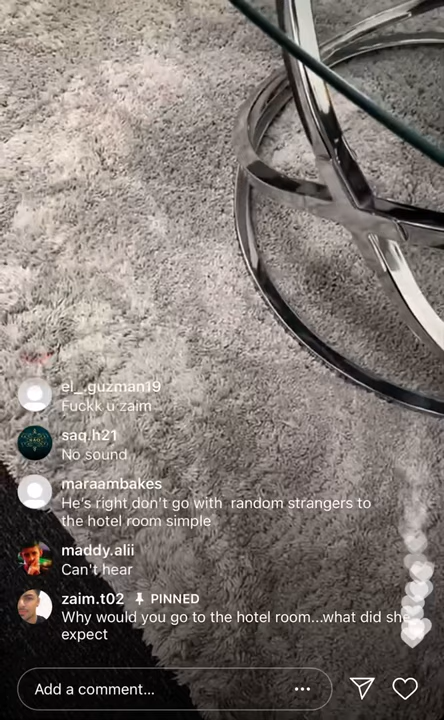 el_.guzman19
Fuckk u zaim
saq.h21
No sound
maraambakes
He's right don't go with random strangers to
the hotel room simple
maddy.alii
Can't hear
zaim.t02 PINNED
Why would you go to the hotel room...what did she
expect
Add a comment...